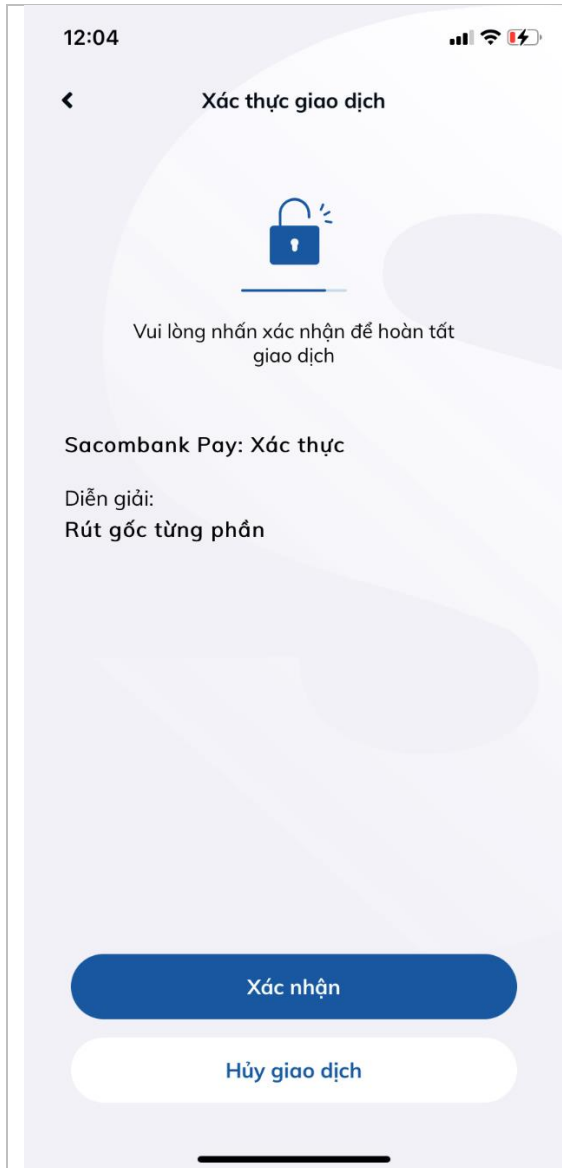 12:04
Xác thực giao dịch
Vui lòng nhấn xác nhận để hoàn tất
giao dịch
Sacombank Pay: Xác thực
Diễn giải:
Rút gốc từng phần
Xác nhận
Hủy giao dịch